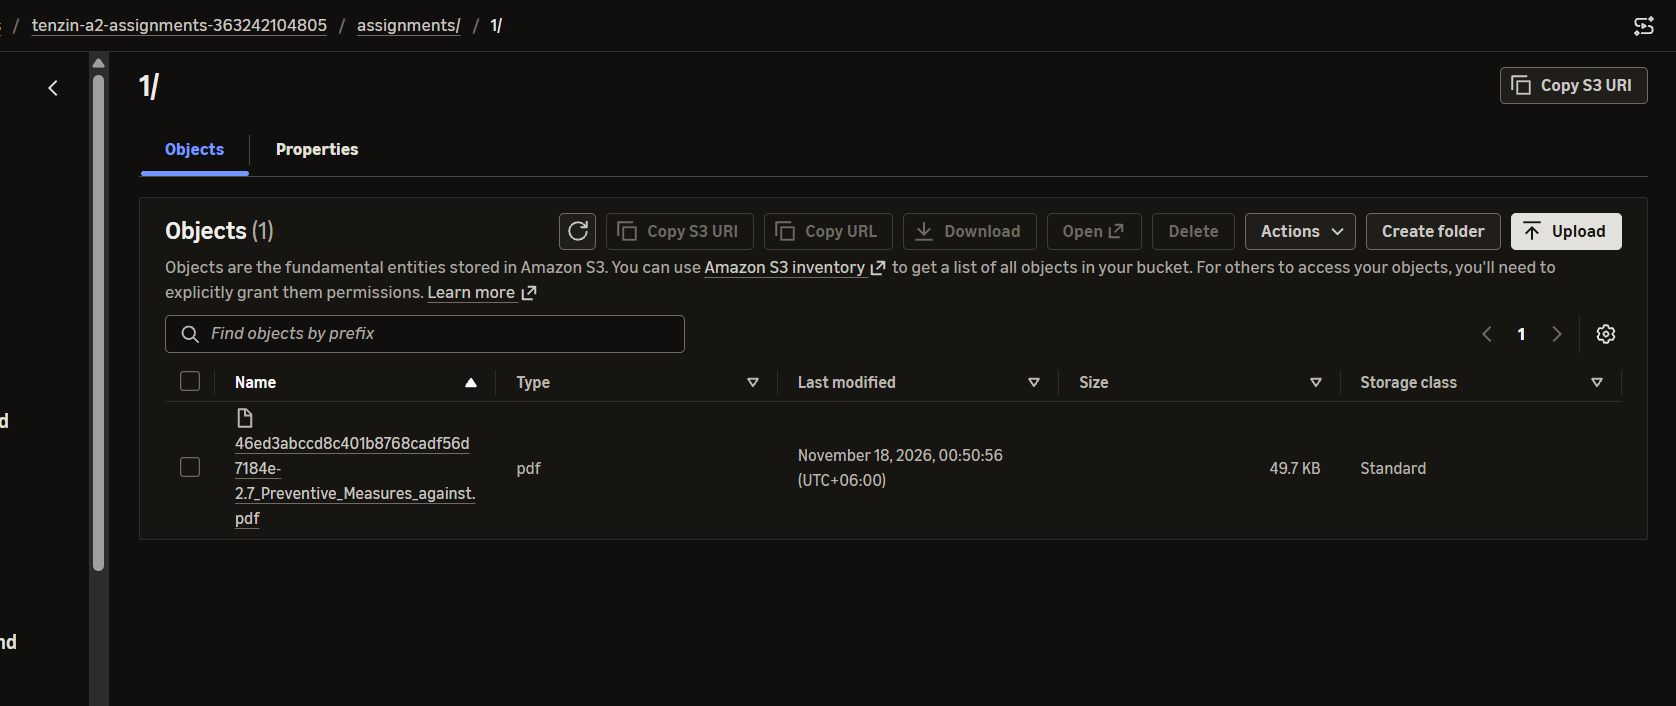 / tenzin-a2-assignments-363242104805 / assignments/ / 1/
1/
Copy S3 URI
Objects
Properties
Objects (1)
Copy S3 URI
Copy URL
Download
Open
Delete
Actions
Create folder
Upload
Objects are the fundamental entities stored in Amazon S3. You can use Amazon S3 inventory to get a list of all objects in your bucket. For others to access your objects, you'll need to
explicitly grant them permissions. Learn more
Find objects by prefix
1
Name
Type
Last modified
Size
Storage class
46ed3abccd8c401b8768cadf56d
7184e-
2.7_Preventive_Measures_against.
pdf
pdf
November 18, 2026, 00:50:56
(UTC+06:00)
49.7 KB
Standard